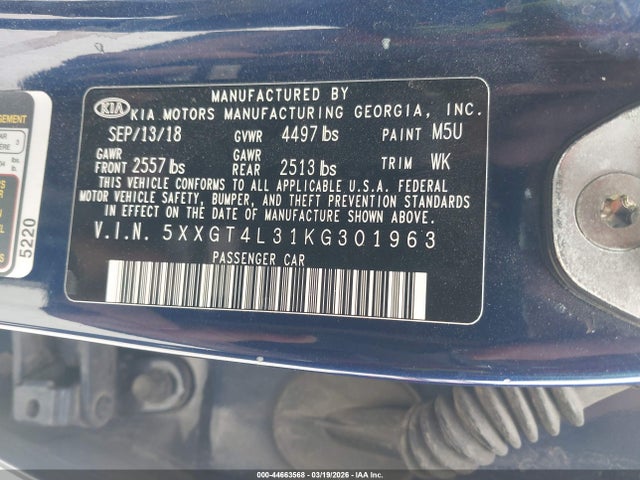 MANUFACTURED BY
KIA KIA MOTORS MANUFACTURING GEORGIA, INC.
SEP/13/18 GVWR 4497 lbs PAINT M5U
GAWR FRONT 2557 lbs GAWR REAR 2513 lbs TRIM WK
THIS VEHICLE CONFORMS TO ALL APPLICABLE U.S.A. FEDERAL
MOTOR VEHICLE SAFETY, BUMPER, AND THEFT PREVENTION STANDARDS
IN EFFECT ON THE DATE OF MANUFACTURE SHOWN ABOVE.
V.I.N. 5XXGT4L31KG301963
PASSENGER CAR
5220
000-44663568 - 03/19/2026 - IAA Inc.